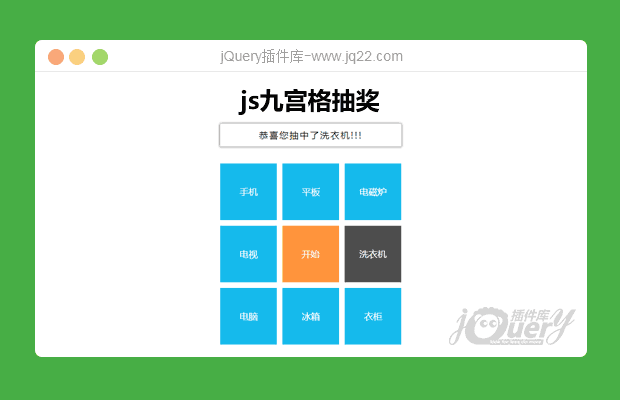 jQuery插件库-www.jq22.com
js九宫格抽奖
恭喜您抽中了洗衣机!!!
手机 平板 电磁炉
电视 开始 洗衣机
电脑 冰箱 衣柜
插件库
jQuery